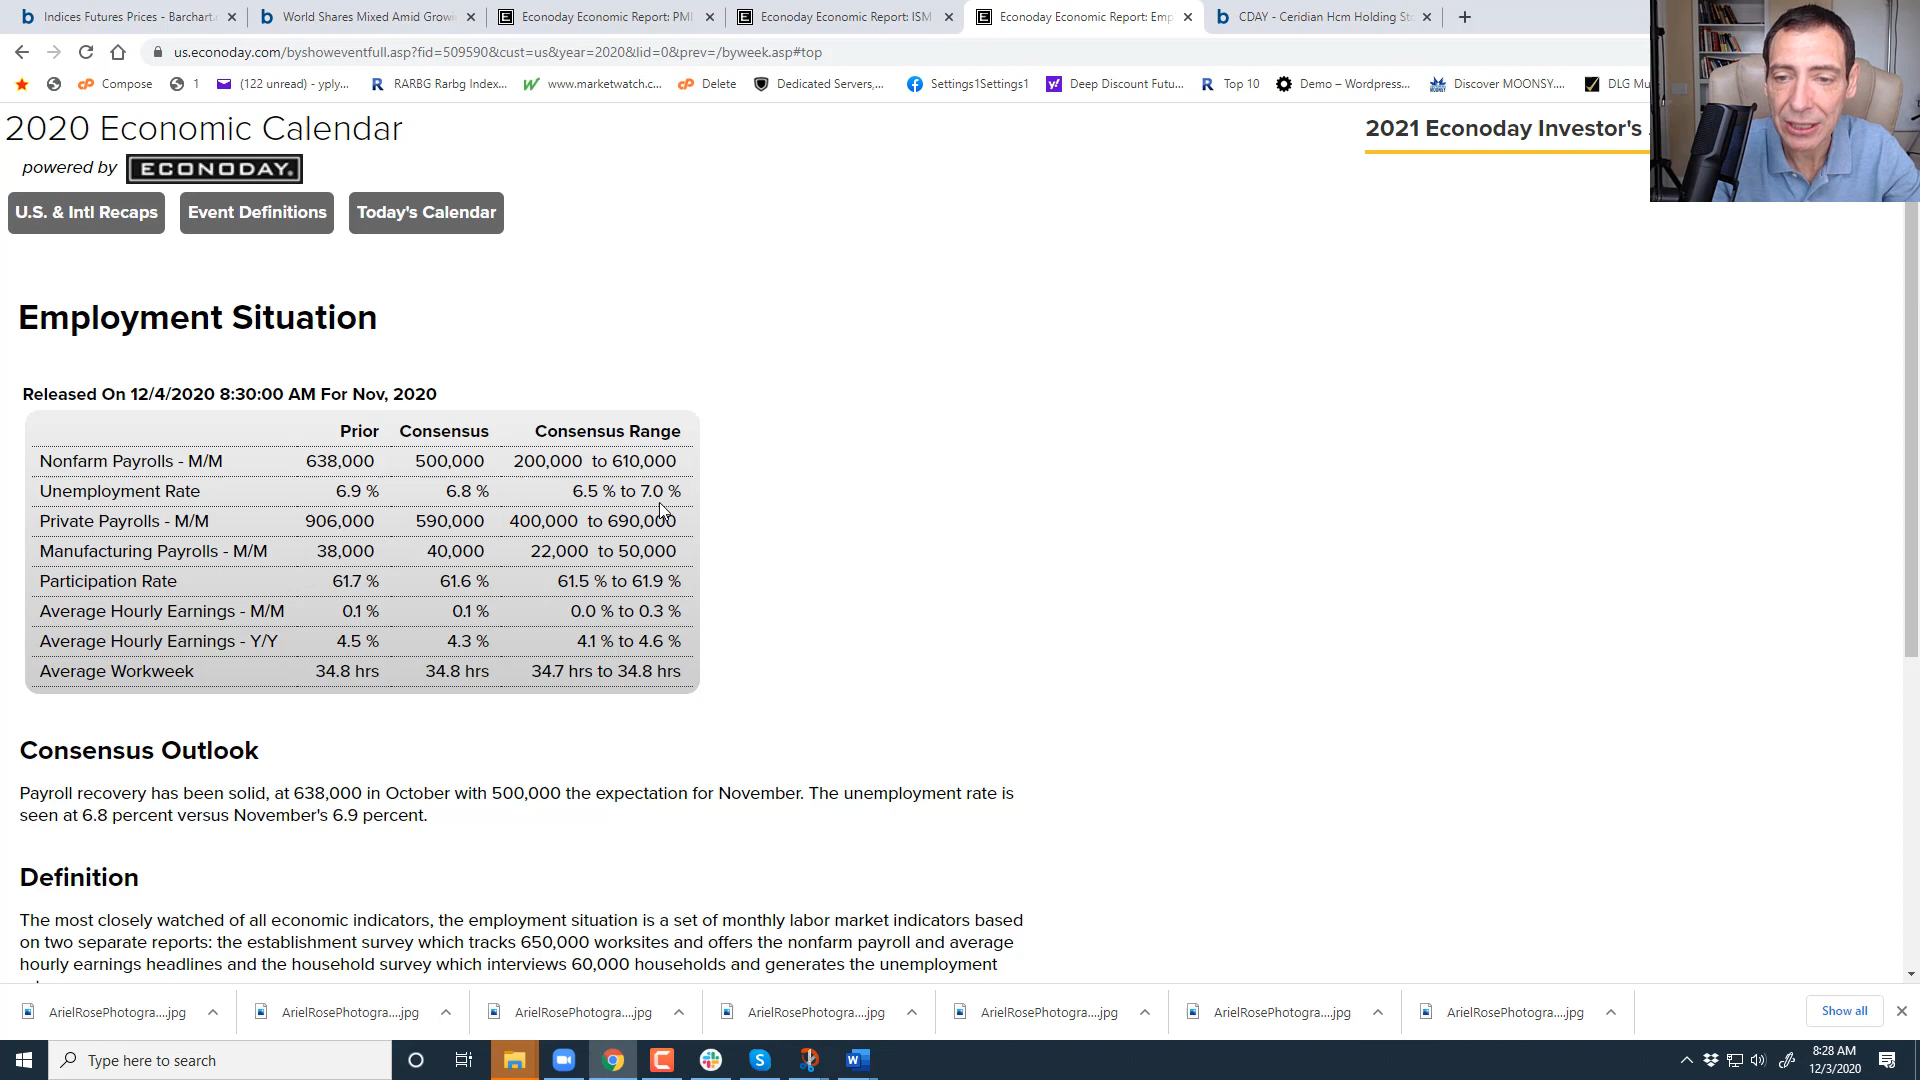 Indices Futures Prices - Barchart.
World Shares Mixed Amid Growi
Econoday Economic Report: PMI
Econoday Economic Report: ISM
Econoday Economic Report: Emp
CDAY - Ceridian Hcm Holding Sto
us.econoday.com/byshoweventfull.asp?fid=509590&cust=us&year=2020&lid=0&prev=/byweek.asp#top
Compose
1
(122 unread) - yply...
RARBG Rarbg Index...
www.marketwatch.c...
Delete
Dedicated Servers,...
Settings1Settings1
Deep Discount Futu...
Top 10
Demo – Wordpress...
Discover MOONSY....
DLG Mu
2020 Economic Calendar
2021 Econoday Investor's
powered by ECONODAY.
U.S. & Intl Recaps
Event Definitions
Today's Calendar
Employment Situation
Released On 12/4/2020 8:30:00 AM For Nov, 2020
Prior Consensus Consensus Range
Nonfarm Payrolls - M/M 638,000 500,000 200,000 to 610,000
Unemployment Rate 6.9 % 6.8 % 6.5 % to 7.0 %
Private Payrolls - M/M 906,000 590,000 400,000 to 690,000
Manufacturing Payrolls - M/M 38,000 40,000 22,000 to 50,000
Participation Rate 61.7 % 61.6 % 61.5 % to 61.9 %
Average Hourly Earnings - M/M 0.1 % 0.1 % 0.0 % to 0.3 %
Average Hourly Earnings - Y/Y 4.5 % 4.3 % 4.1 % to 4.6 %
Average Workweek 34.8 hrs 34.8 hrs 34.7 hrs to 34.8 hrs
Consensus Outlook
Payroll recovery has been solid, at 638,000 in October with 500,000 the expectation for November. The unemployment rate is
seen at 6.8 percent versus November's 6.9 percent.
Definition
The most closely watched of all economic indicators, the employment situation is a set of monthly labor market indicators based
on two separate reports: the establishment survey which tracks 650,000 worksites and offers the nonfarm payroll and average
hourly earnings headlines and the household survey which interviews 60,000 households and generates the unemployment
ArielRosePhotogra....jpg
ArielRosePhotogra....jpg
ArielRosePhotogra....jpg
ArielRosePhotogra....jpg
ArielRosePhotogra....jpg
ArielRosePhotogra....jpg
ArielRosePhotogra....jpg
Show all
Type here to search
8:28 AM
12/3/2020